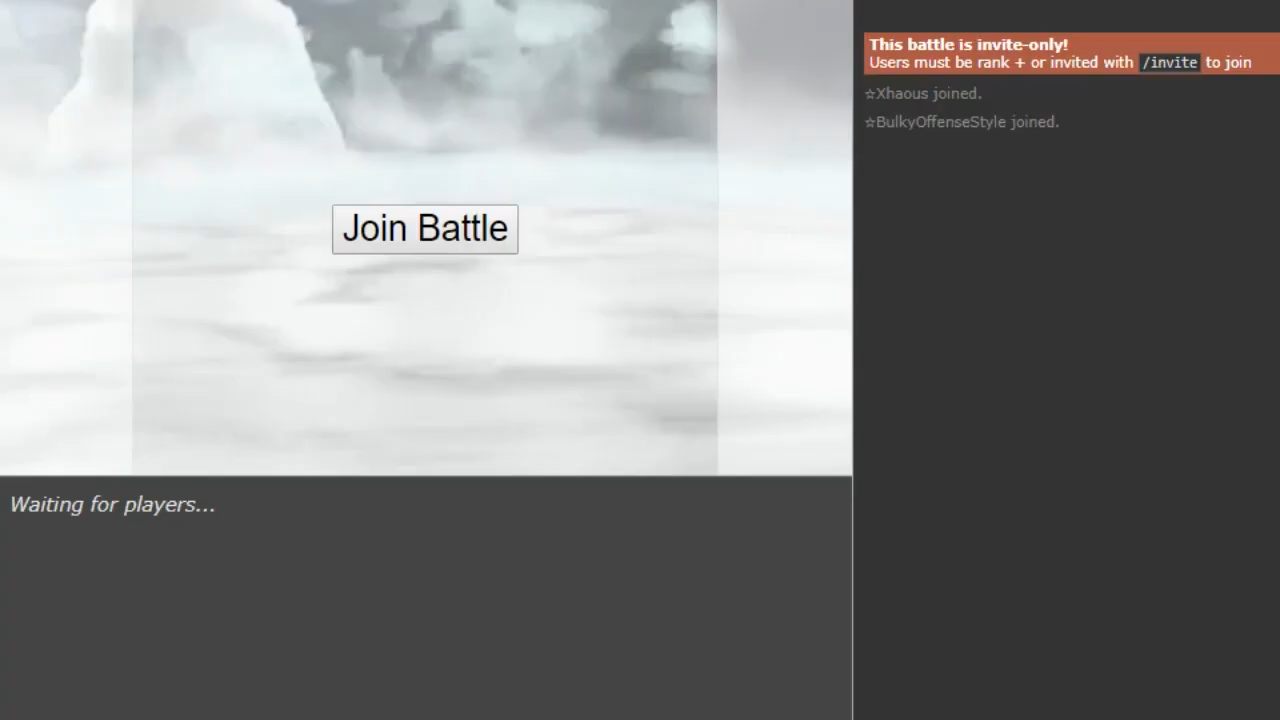 This battle is invite-only!
Users must be rank + or invited with /invite to join
☆Xhaous joined.
☆BulkyOffenseStyle joined.
Join Battle
Waiting for players...